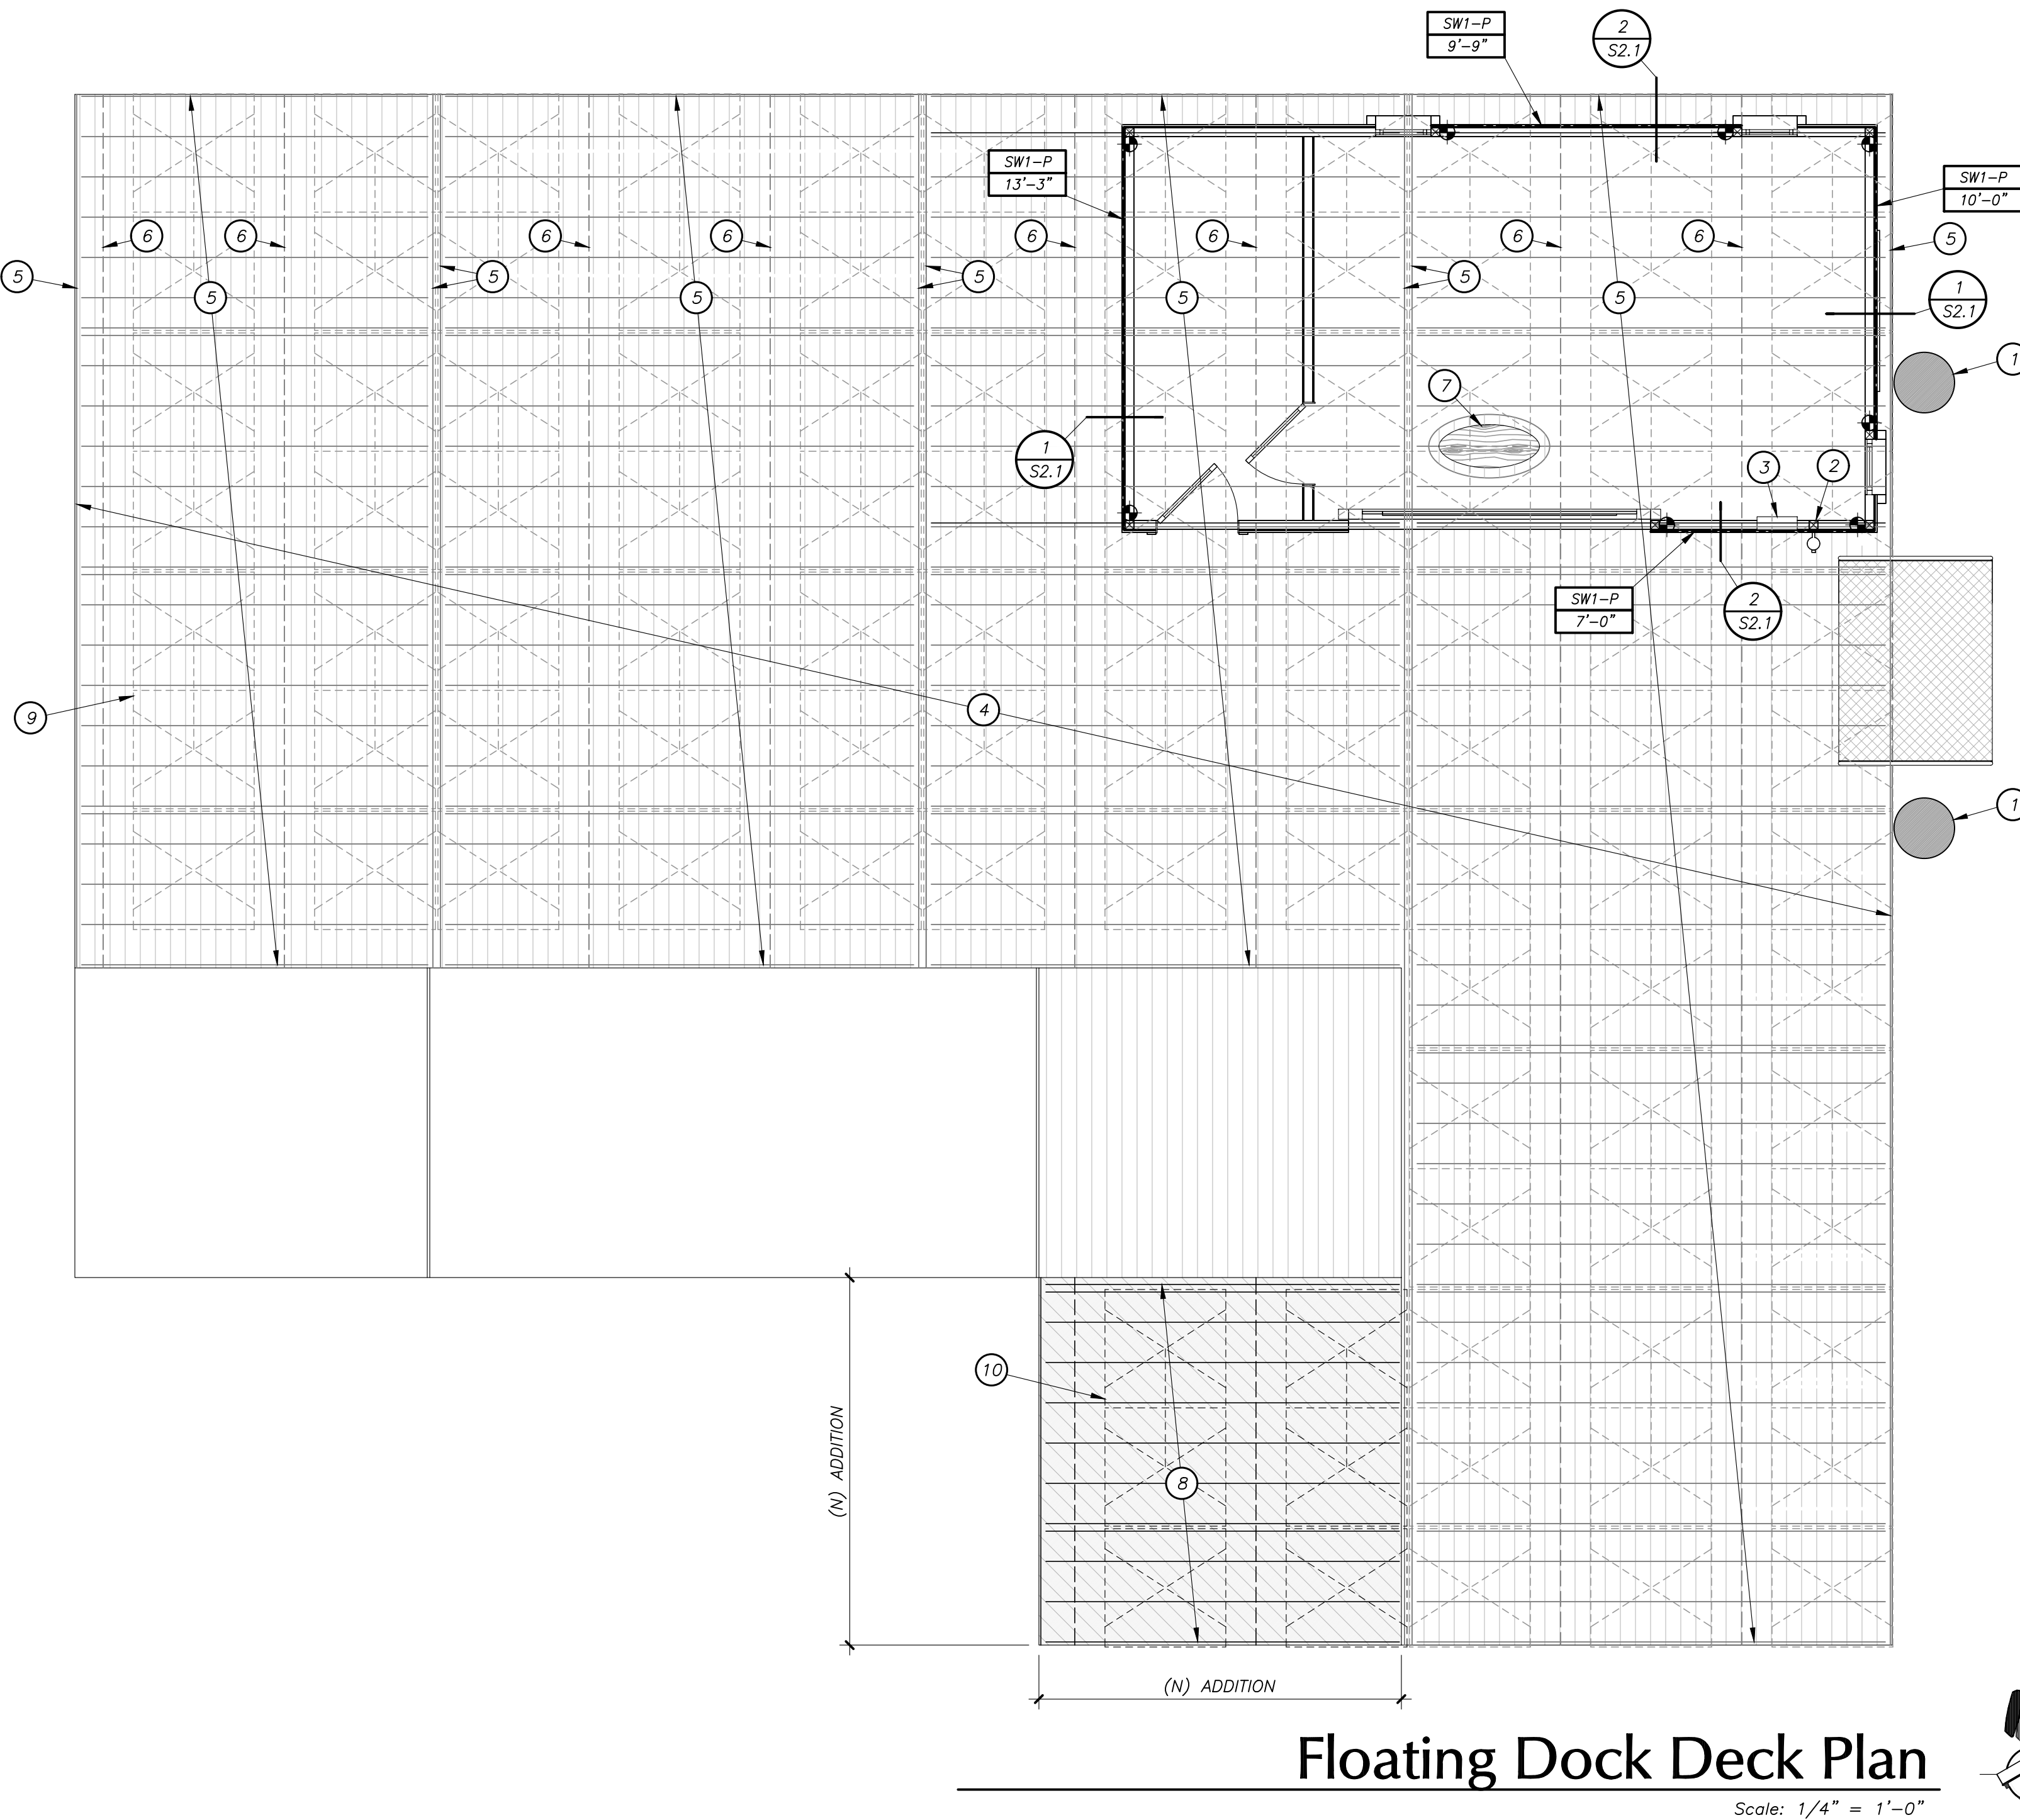 SW1-P
9'-9"
2
S2.1
SW1-P
13'-3"
SW1-P
10'-0"
6
6
6
6
6
6
6
6
5
5
5
5
5
5
5
5
5
5
1
S2.1
1
7
1
S2.1
3
2
SW1-P
7'-0"
2
S2.1
9
4
1
10
8
(N) ADDITION
(N) ADDITION
Floating Dock Deck Plan
Scale: 1/4" = 1'-0"